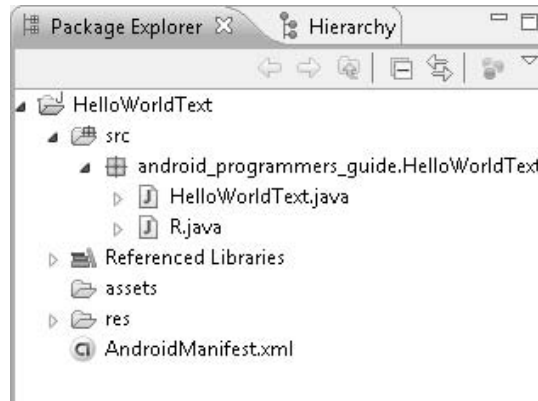 Package Explorer Hierarchy
HelloWorldText
src
android_programmers_guide.HelloWorldText
HelloWorldText.java
R.java
Referenced Libraries
assets
res
AndroidManifest.xml